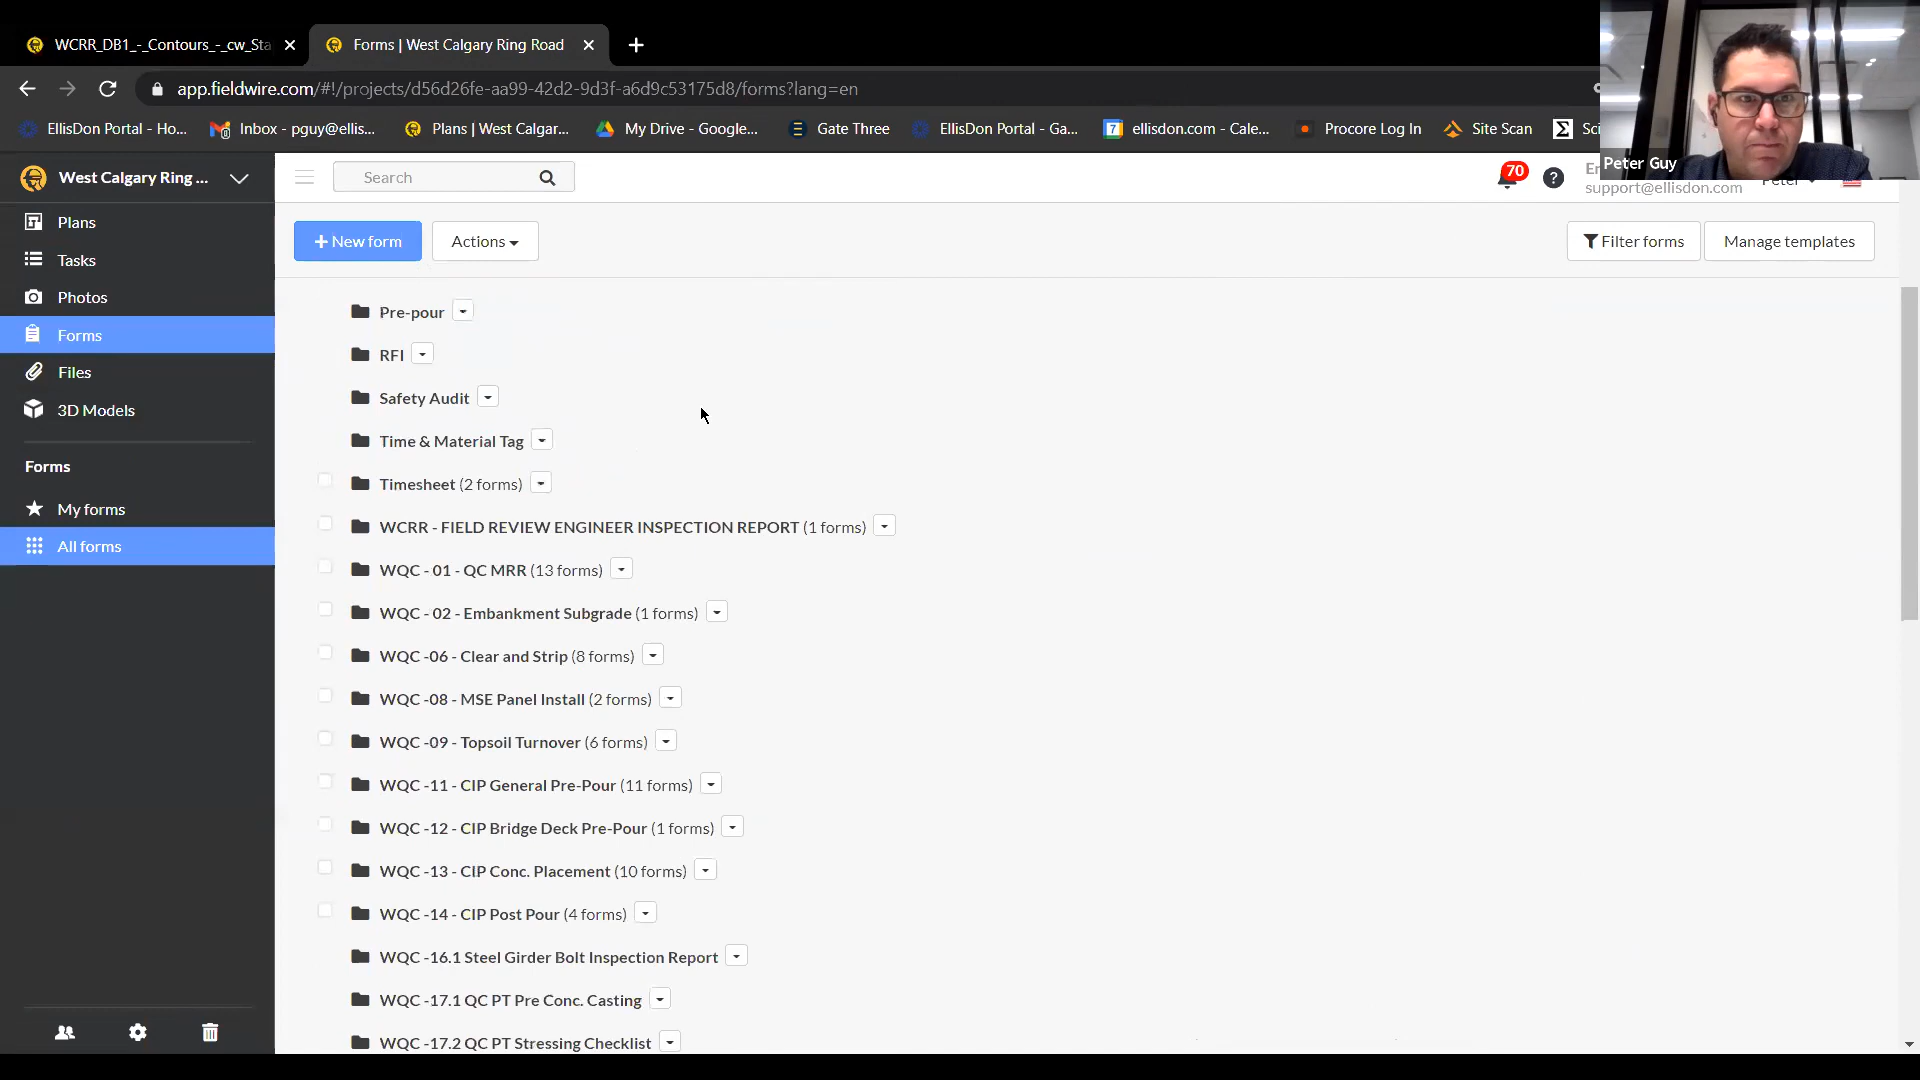 WCRR_DB1_-_Contours_-_cw_Sta
Forms | West Calgary Ring Road
app.fieldwire.com/#!/projects/d56d26fe-aa99-42d2-9d3f-a6d9c53175d8/forms?lang=en
EllisDon Portal - Ho...
Inbox - pguy@ellis...
Plans | West Calgar...
My Drive - Google...
Gate Three
EllisDon Portal - Ga...
ellisdon.com - Cale...
Procore Log In
Site Scan
Peter Guy
West Calgary Ring ...
Search
70
support@ellisdon.com
Plans
Tasks
Photos
Forms
Files
3D Models
Forms
My forms
All forms
+ New form
Actions
Filter forms
Manage templates
Pre-pour
RFI
Safety Audit
Time & Material Tag
Timesheet (2 forms)
WCRR - FIELD REVIEW ENGINEER INSPECTION REPORT (1 forms)
WQC - 01 - QC MRR (13 forms)
WQC - 02 - Embankment Subgrade (1 forms)
WQC -06 - Clear and Strip (8 forms)
WQC -08 - MSE Panel Install (2 forms)
WQC -09 - Topsoil Turnover (6 forms)
WQC -11 - CIP General Pre-Pour (11 forms)
WQC -12 - CIP Bridge Deck Pre-Pour (1 forms)
WQC -13 - CIP Conc. Placement (10 forms)
WQC -14 - CIP Post Pour (4 forms)
WQC -16.1 Steel Girder Bolt Inspection Report
WQC -17.1 QC PT Pre Conc. Casting
WQC -17.2 QC PT Stressing Checklist